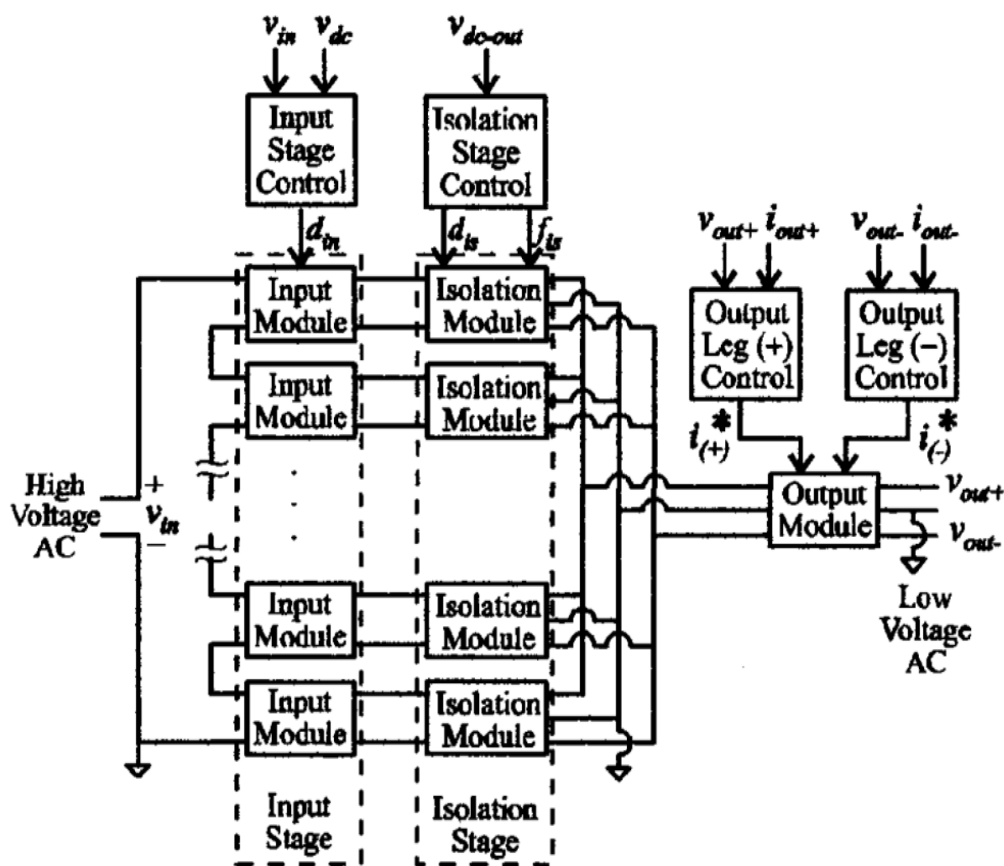 v_in v_dc v_dc-out
Input
Stage
Control
Isolation
Stage
Control
d_in d_is f_is
v_out+ i_out+ v_out- i_out-
Output
Leg (+)
Control
Output
Leg (−)
Control
i_(+)* i_(-)*
Input
Module
Isolation
Module
Input
Module
Isolation
Module
High
Voltage
AC
+
v_in
−
Output
Module
v_out+
v_out-
Low
Voltage
AC
Input
Module
Isolation
Module
Input
Module
Isolation
Module
Input
Stage
Isolation
Stage